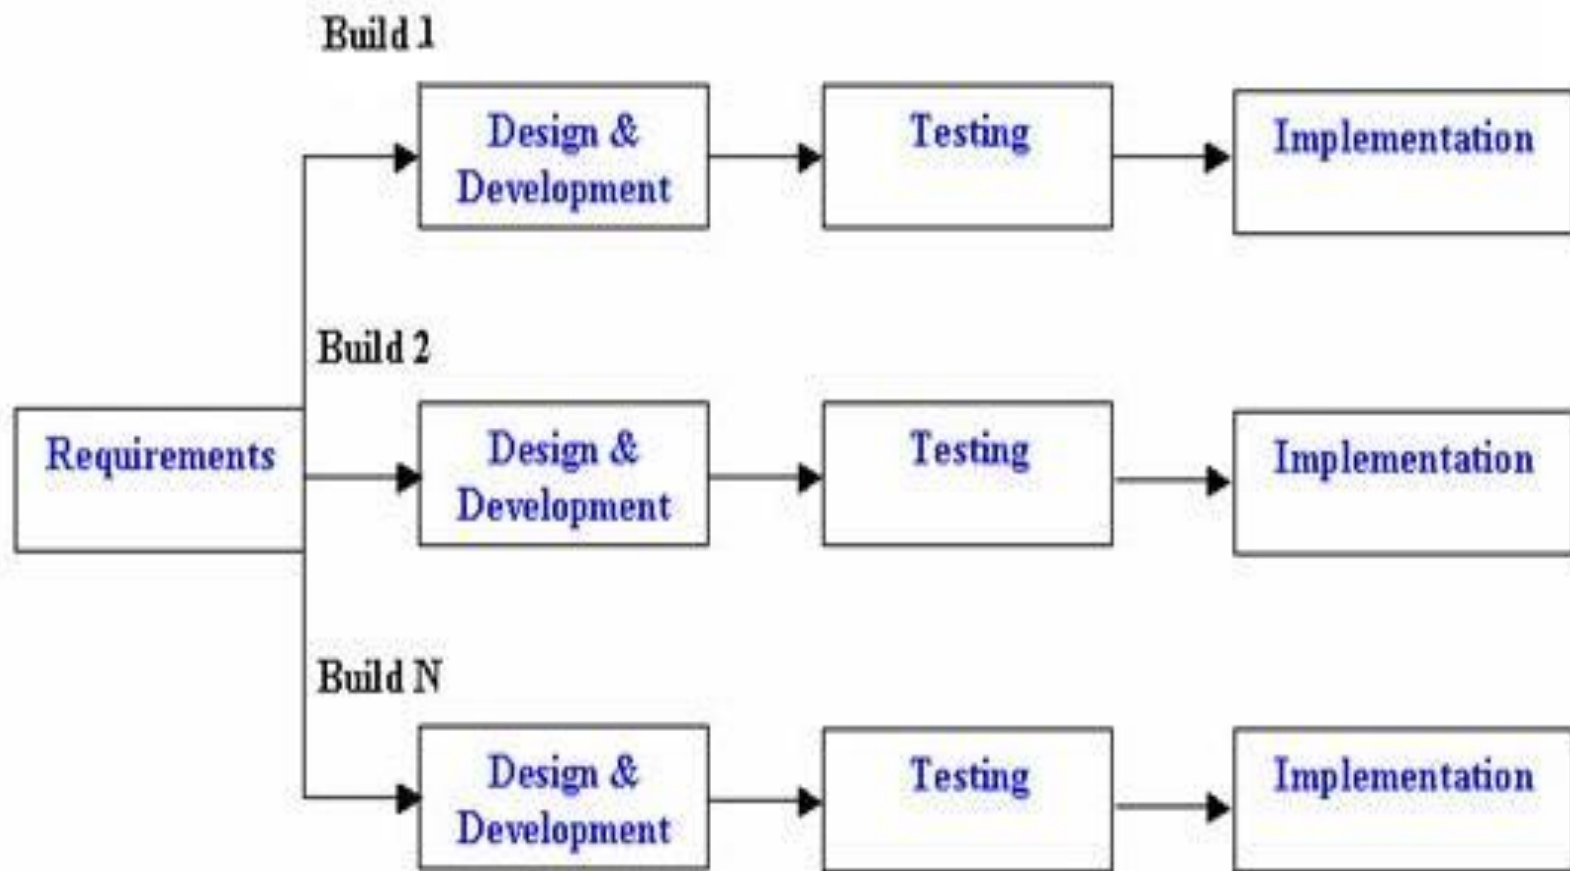 Build 1
Design &
Development
Testing
Implementation
Build 2
Requirements
Design &
Development
Testing
Implementation
Build N
Design &
Development
Testing
Implementation